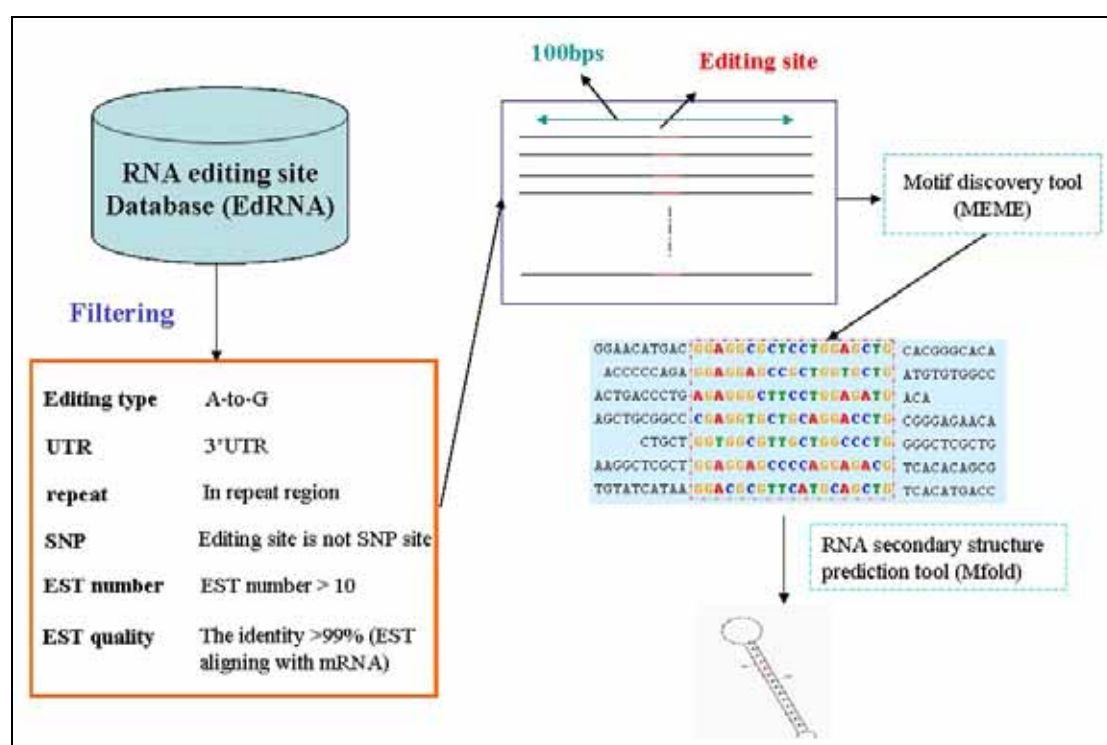 100bps
Editing site
RNA editing site
Database (EdRNA)
Filtering
Editing type A-to-G
UTR 3'UTR
repeat In repeat region
SNP Editing site is not SNP site
EST number EST number > 10
EST quality The identity >99% (EST
aligning with mRNA)
Motif discovery tool
(MEME)
GGAACATGAC GGAGGCGCTCCTGGAGCTG CACGGGCACA
ACCCCCAGA GGAGGAGCCGCTGGTGCTG ATGTGTGGCC
ACTGACCCTG AGAGGGCTTCCTGGAGATG ACA
AGCTGCGGCC CGAGGTGCTGCAGGACCTG CGGGAGAACA
CTGCT GGTGGCGTTGCTGGCCCTG GGGCTCGCTG
AAGGCTCGCT GGAGGAGCCCCAGGAGACG TCACACAGCG
TGTATCATAA GGACGCGTTCATGCAGCTG TCACATGACC
RNA secondary structure
prediction tool (Mfold)